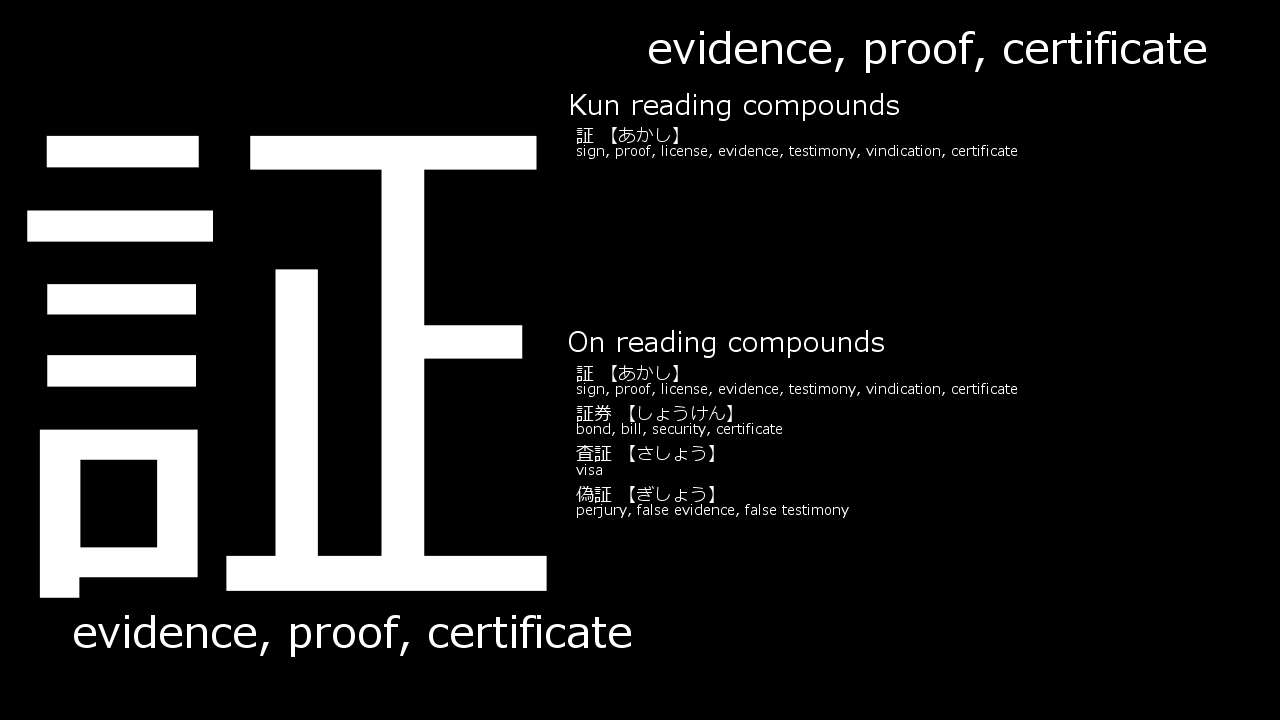 証
evidence, proof, certificate
evidence, proof, certificate
Kun reading compounds
証 【あかし】
sign, proof, license, evidence, testimony, vindication, certificate
On reading compounds
証 【あかし】
sign, proof, license, evidence, testimony, vindication, certificate
証券 【しょうけん】
bond, bill, security, certificate
査証 【さしょう】
visa
偽証 【ぎしょう】
perjury, false evidence, false testimony